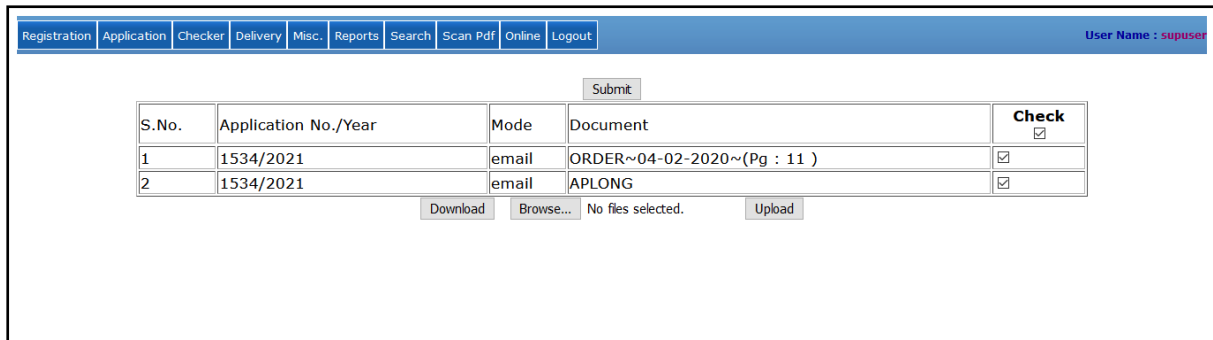 Registration Application Checker Delivery Misc. Reports Search Scan Pdf Online Logout User Name : supuser
Submit
S.No. Application No./Year Mode Document Check
1 1534/2021 email ORDER~04-02-2020~(Pg : 11 )
2 1534/2021 email APLONG
Download Browse... No files selected. Upload